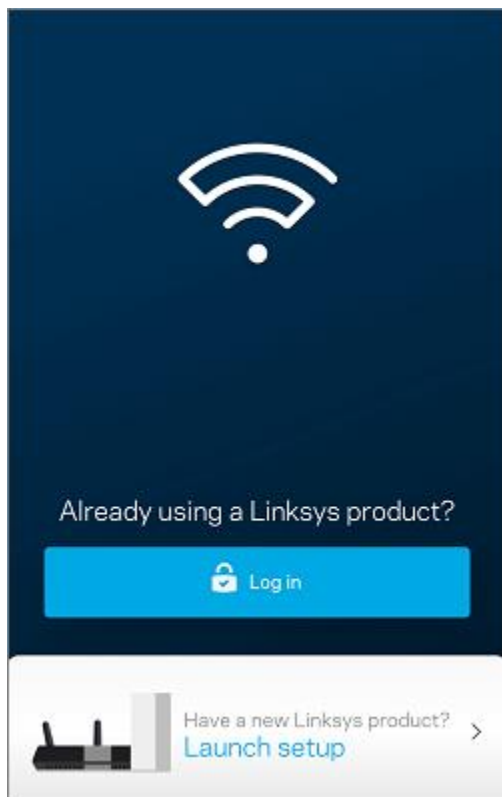 Already using a Linksys product?
Log in
Have a new Linksys product?
Launch setup